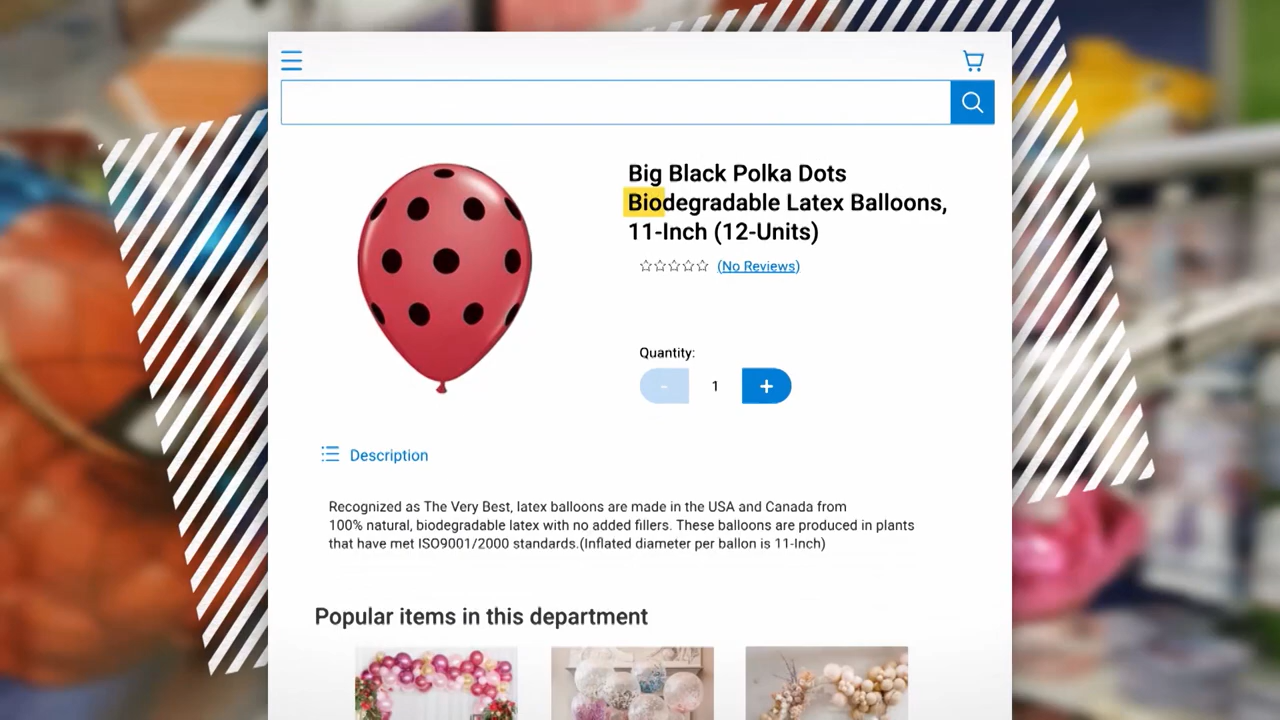 Big Black Polka Dots
Biodegradable Latex Balloons,
11-Inch (12-Units)
(No Reviews)
Quantity:
- 1 +
Description
Recognized as The Very Best, latex balloons are made in the USA and Canada from
100% natural, biodegradable latex with no added fillers. These balloons are produced in plants
that have met ISO9001/2000 standards.(Inflated diameter per ballon is 11-Inch)
Popular items in this department